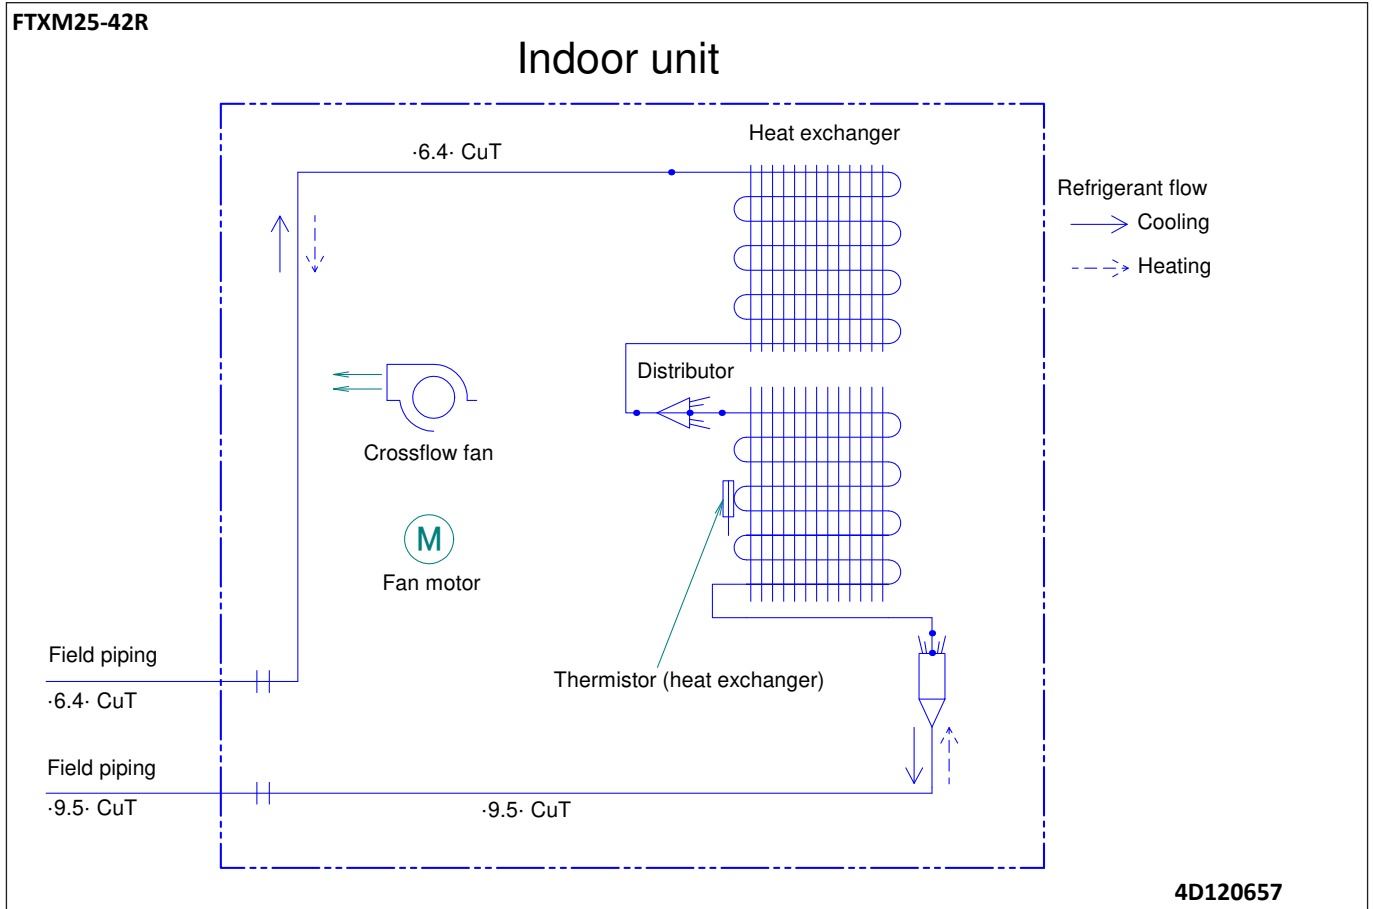 FTXM25-42R
Indoor unit
Heat exchanger
·6.4· CuT
Refrigerant flow
Cooling
Heating
Distributor
Crossflow fan
M
Fan motor
Field piping
·6.4· CuT
Thermistor (heat exchanger)
Field piping
·9.5· CuT
·9.5· CuT
4D120657